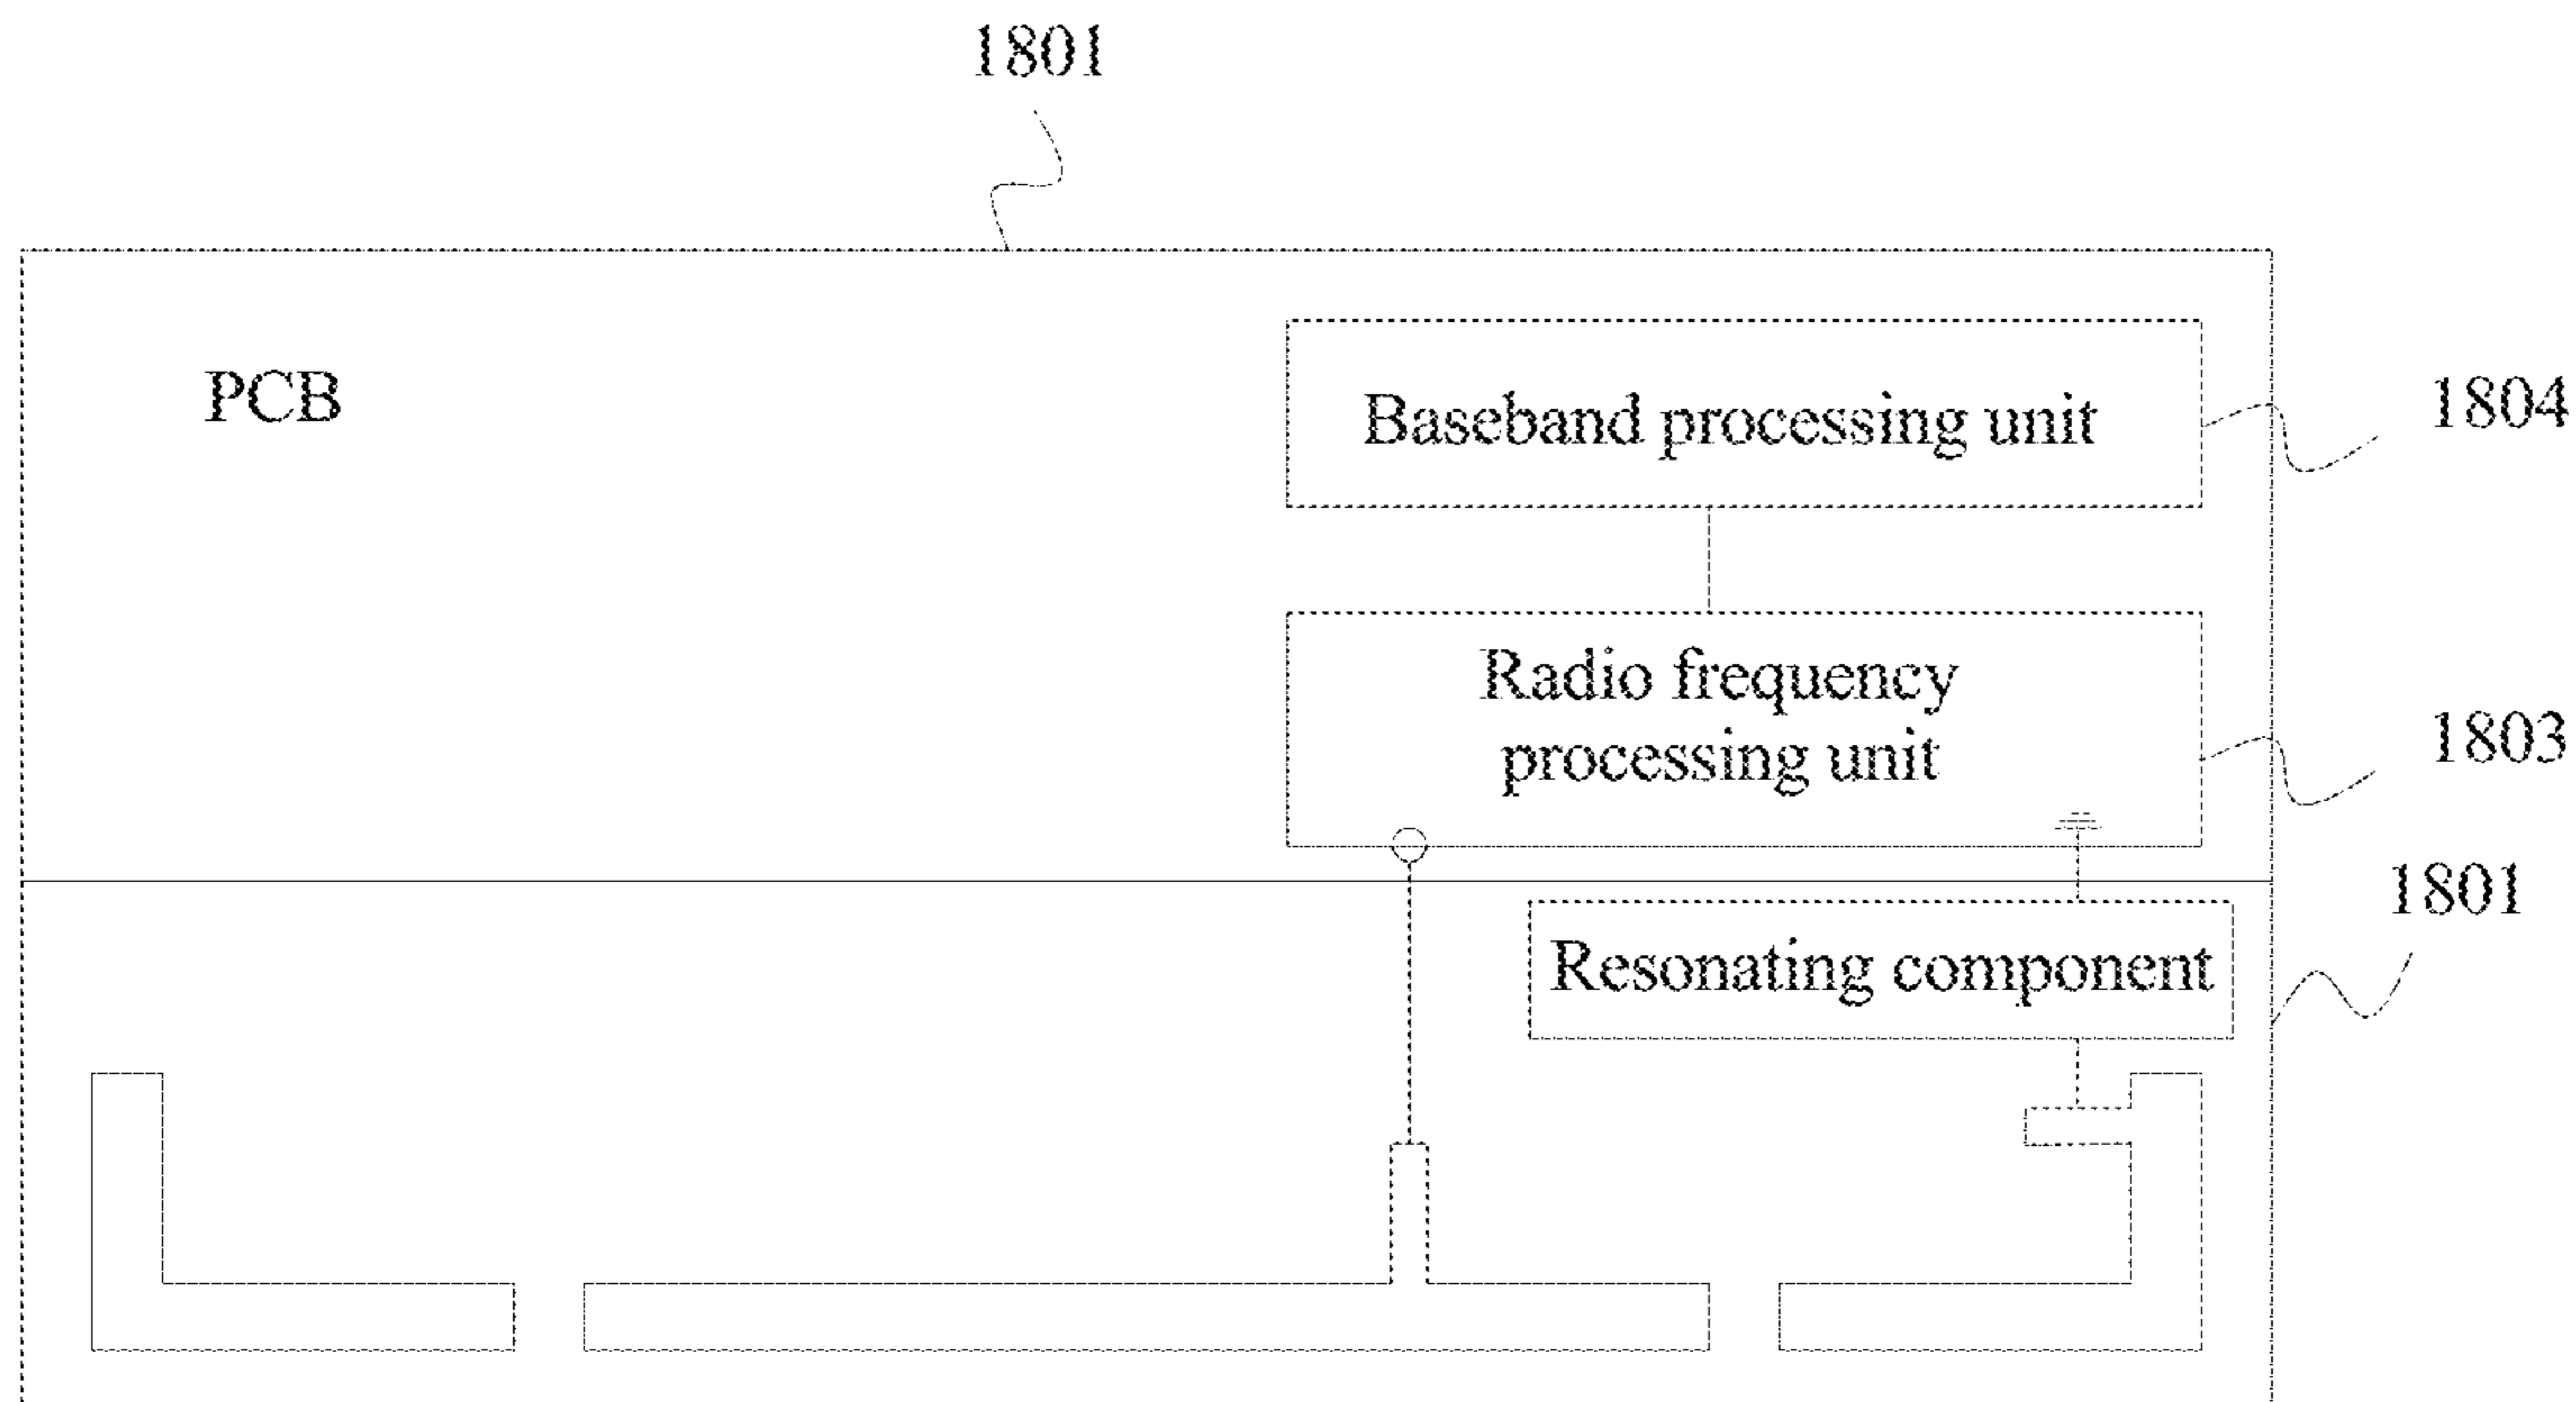 1801
PCB
Baseband processing unit
1804
Radio frequency
processing unit
1803
1801
Resonating component